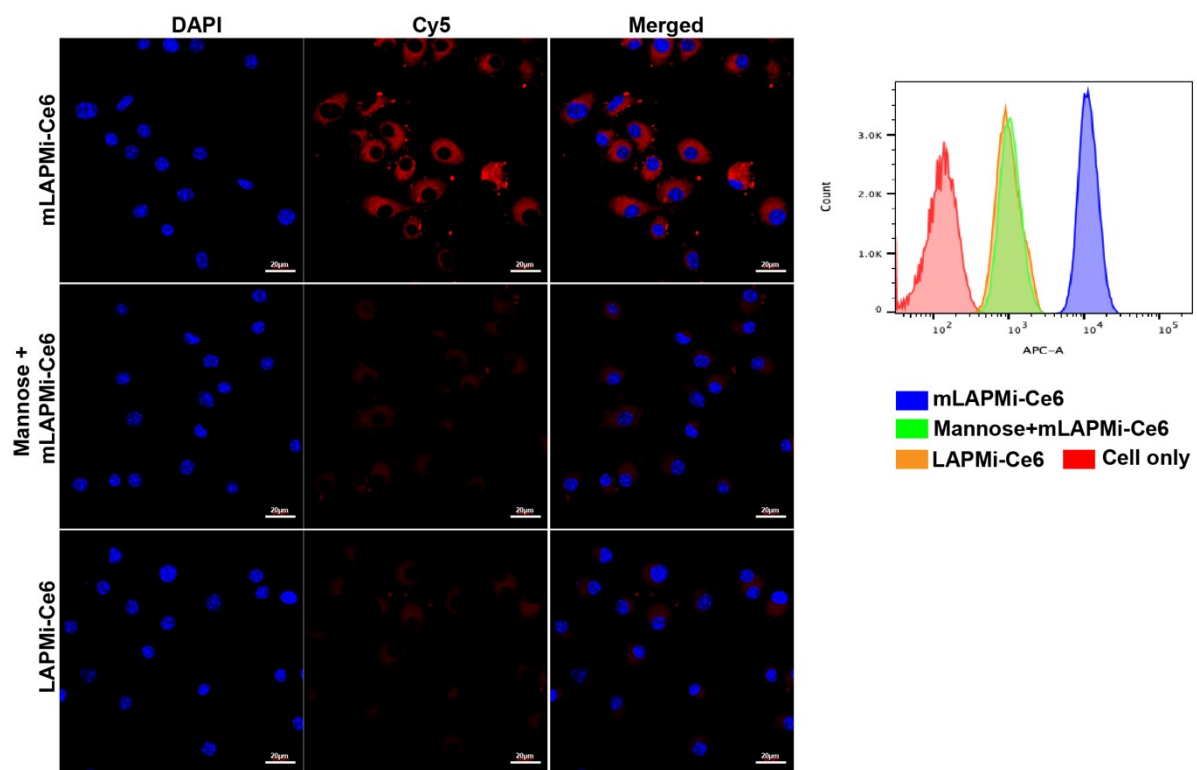 DAPI Cy5 Merged
mLAPMi-Ce6
20μm 20μm 20μm
Mannose +
mLAPMi-Ce6
20μm 20μm 20μm
LAPMi-Ce6
20μm 20μm 20μm
Count
3.0K
2.0K
1.0K
0
10² 10³ 10⁴ 10⁵
APC-A
mLAPMi-Ce6
Mannose+mLAPMi-Ce6
LAPMi-Ce6 Cell only